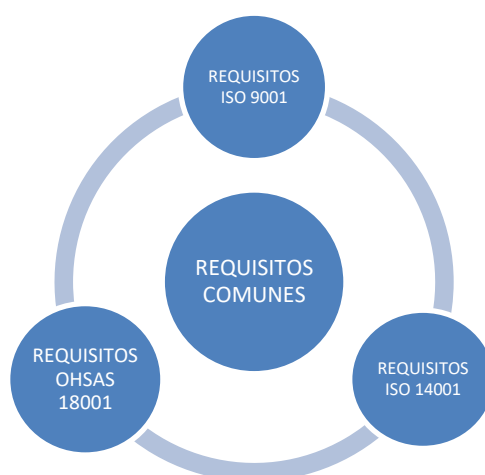 REQUISITOS
ISO 9001
REQUISITOS
COMUNES
REQUISITOS
OHSAS
18001
REQUISITOS
ISO 14001